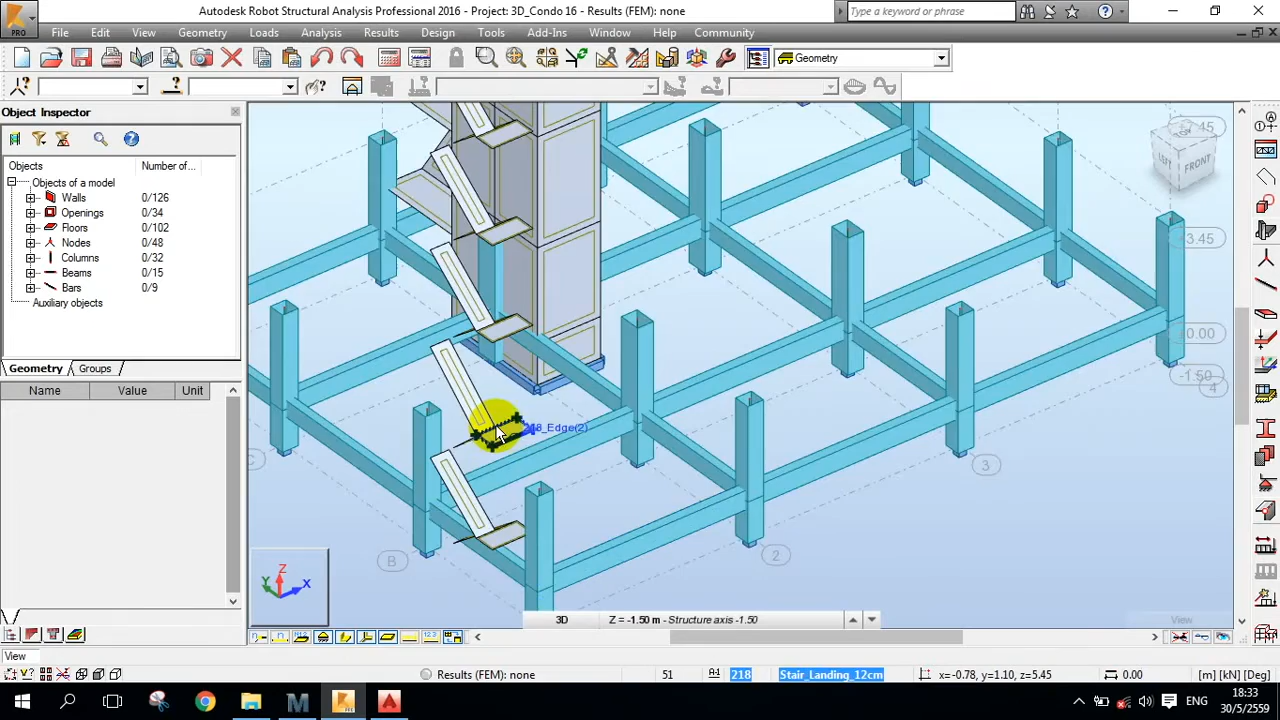 Autodesk Robot Structural Analysis Professional 2016 - Project: 3D_Condo 16 - Results (FEM): none
Type a keyword or phrase
PRO
File Edit View Geometry Loads Analysis Results Design Tools Add-Ins Window Help Community
Geometry
Object Inspector
Objects Number of...
Objects of a model
Walls 0/126
Openings 0/34
Floors 0/102
Nodes 0/48
Columns 0/32
Beams 0/15
Bars 0/9
Auxiliary objects
Geometry Groups
Name Value Unit
LEFT FRONT
3.45
0.00
-1.50
4
218_Edge(2)
C
3
2
B
Z
Y X
3D Z = -1.50 m - Structure axis -1.50
View
View
Results (FEM): none 51 218 Stair_Landing_12cm x=-0.78, y=1.10, z=5.45 0.00 [m] [kN] [Deg]
ENG
18:33
30/5/2559